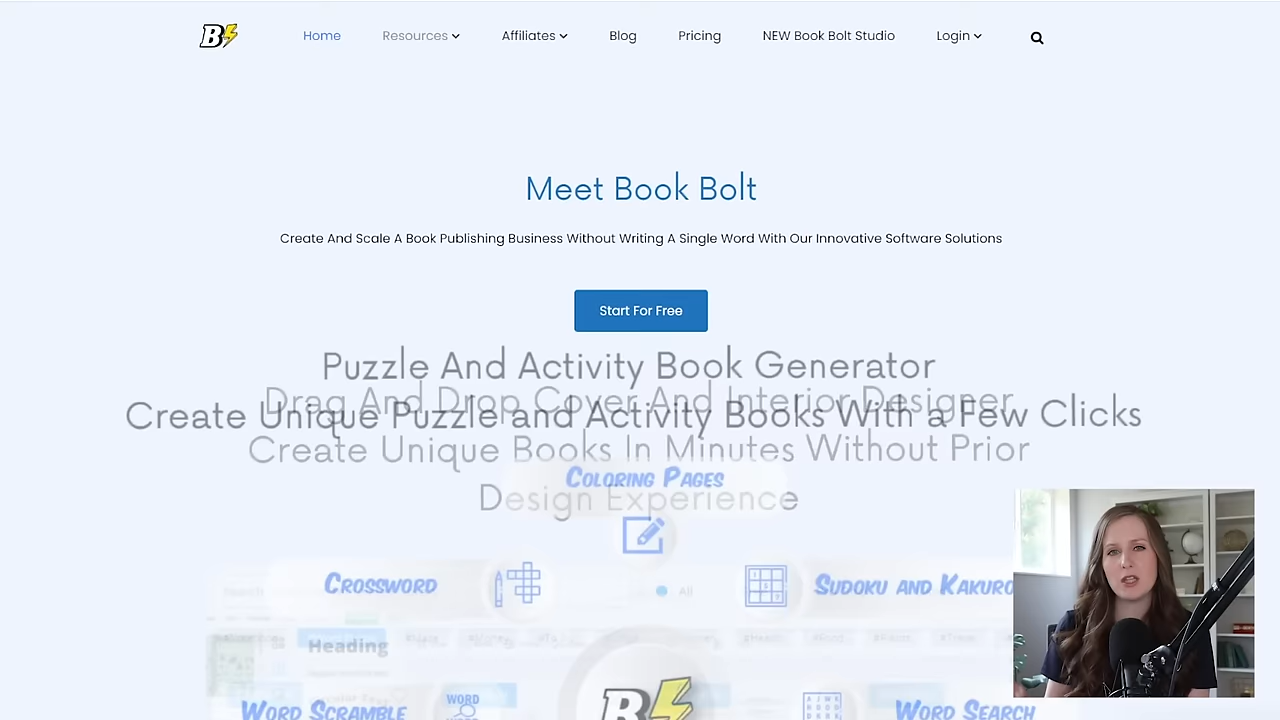 B
Home
Resources
Affiliates
Blog
Pricing
NEW Book Bolt Studio
Login
Meet Book Bolt
Create And Scale A Book Publishing Business Without Writing A Single Word With Our Innovative Software Solutions
Start For Free
Puzzle And Activity Book Generator
Drag And Drop Cover And Interior Designer
Create Unique Puzzle and Activity Books With a Few Clicks
Create Unique Books In Minutes Without Prior
Design Experience
Coloring Pages
Crossword
Sudoku and Kakuro
All
Heading
Word Scramble
WORD
B
Word Search